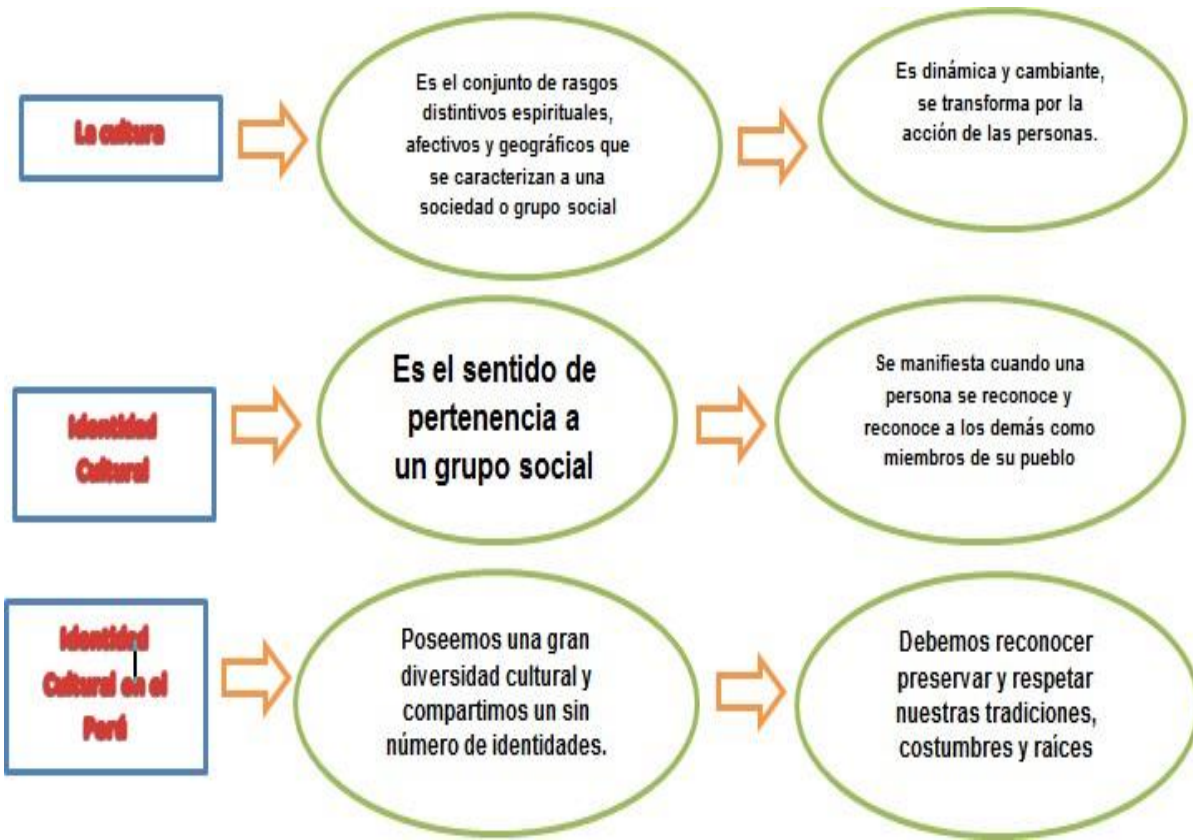 La cultura
Es el conjunto de rasgos
distintivos espirituales,
afectivos y geográficos que
se caracterizan a una
sociedad o grupo social
Es dinámica y cambiante,
se transforma por la
acción de las personas.
Identidad
Cultural
Es el sentido de
pertenencia a
un grupo social
Se manifiesta cuando una
persona se reconoce y
reconoce a los demás como
miembros de su pueblo
Identidad
Cultural en el
Perú
Poseemos una gran
diversidad cultural y
compartimos un sin
número de identidades.
Debemos reconocer
preservar y respetar
nuestras tradiciones,
costumbres y raíces